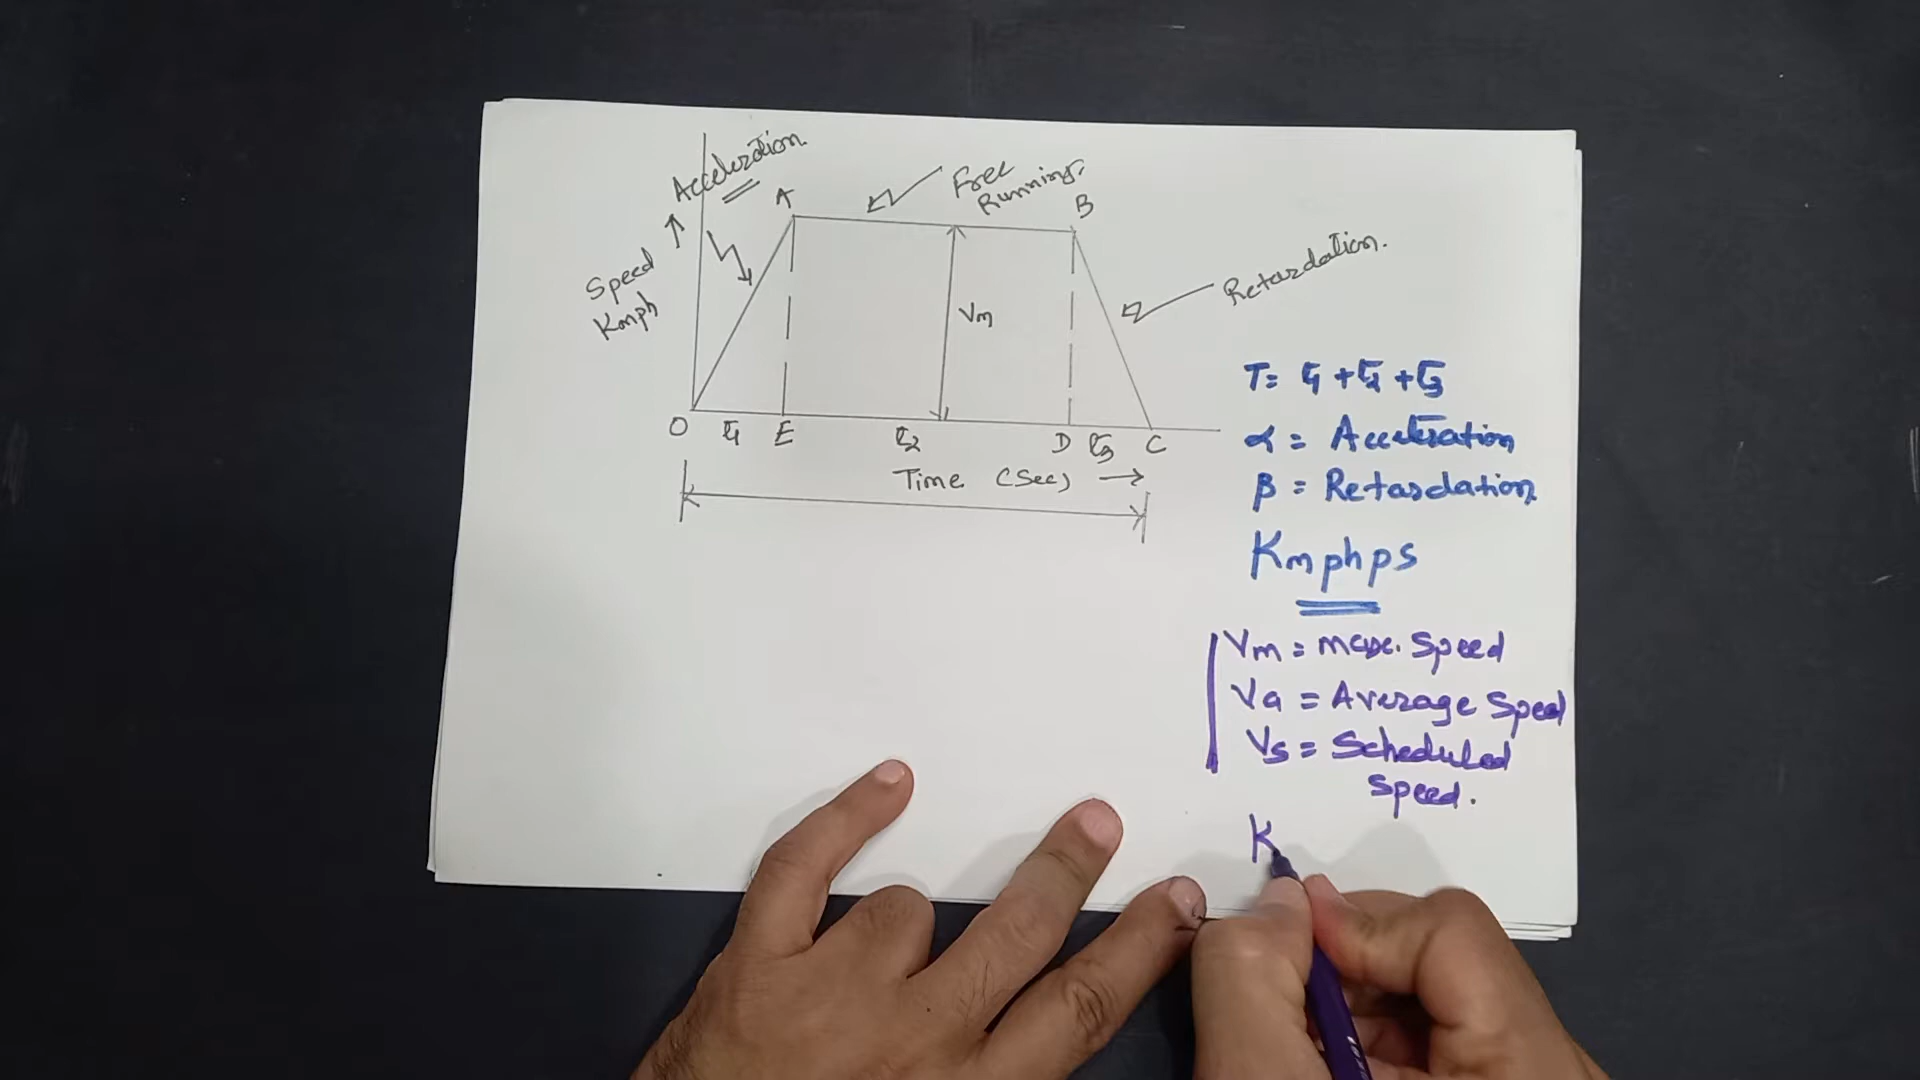 Acceleration
A
Free
Running.
B
Speed
Kmph
Retardation.
Vm
O t1 E t2 D t3 C
Time (Sec) →
T = t1 + t2 + t3
α = Acceleration
β = Retardation
Kmphps
Vm = max. Speed
Va = Average Speed
Vs = Scheduled
Speed.
K